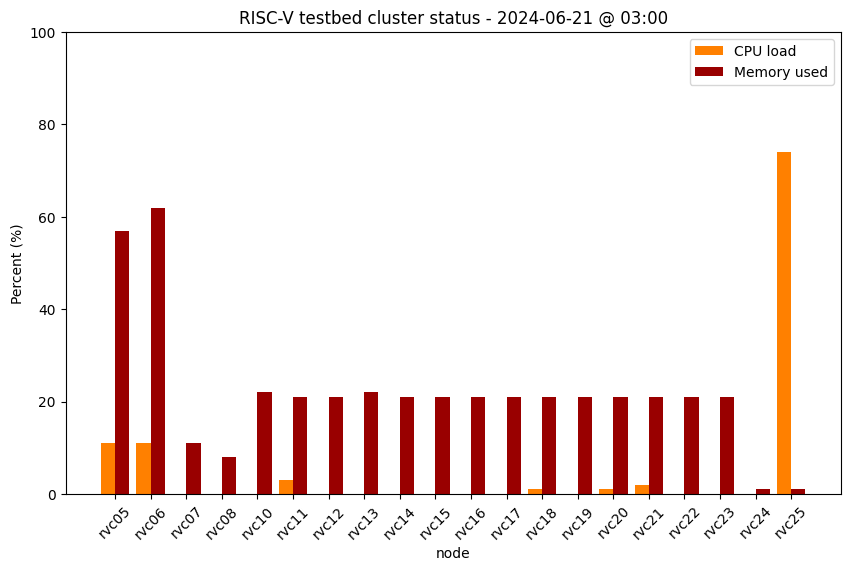 RISC-V testbed cluster status - 2024-06-21 @ 03:00
CPU load
Memory used
Percent (%)
100
80
60
40
20
0
rvc05 rvc06 rvc07 rvc08 rvc10 rvc11 rvc12 rvc13 rvc14 rvc15 rvc16 rvc17 rvc18 rvc19 rvc20 rvc21 rvc22 rvc23 rvc24 rvc25
node